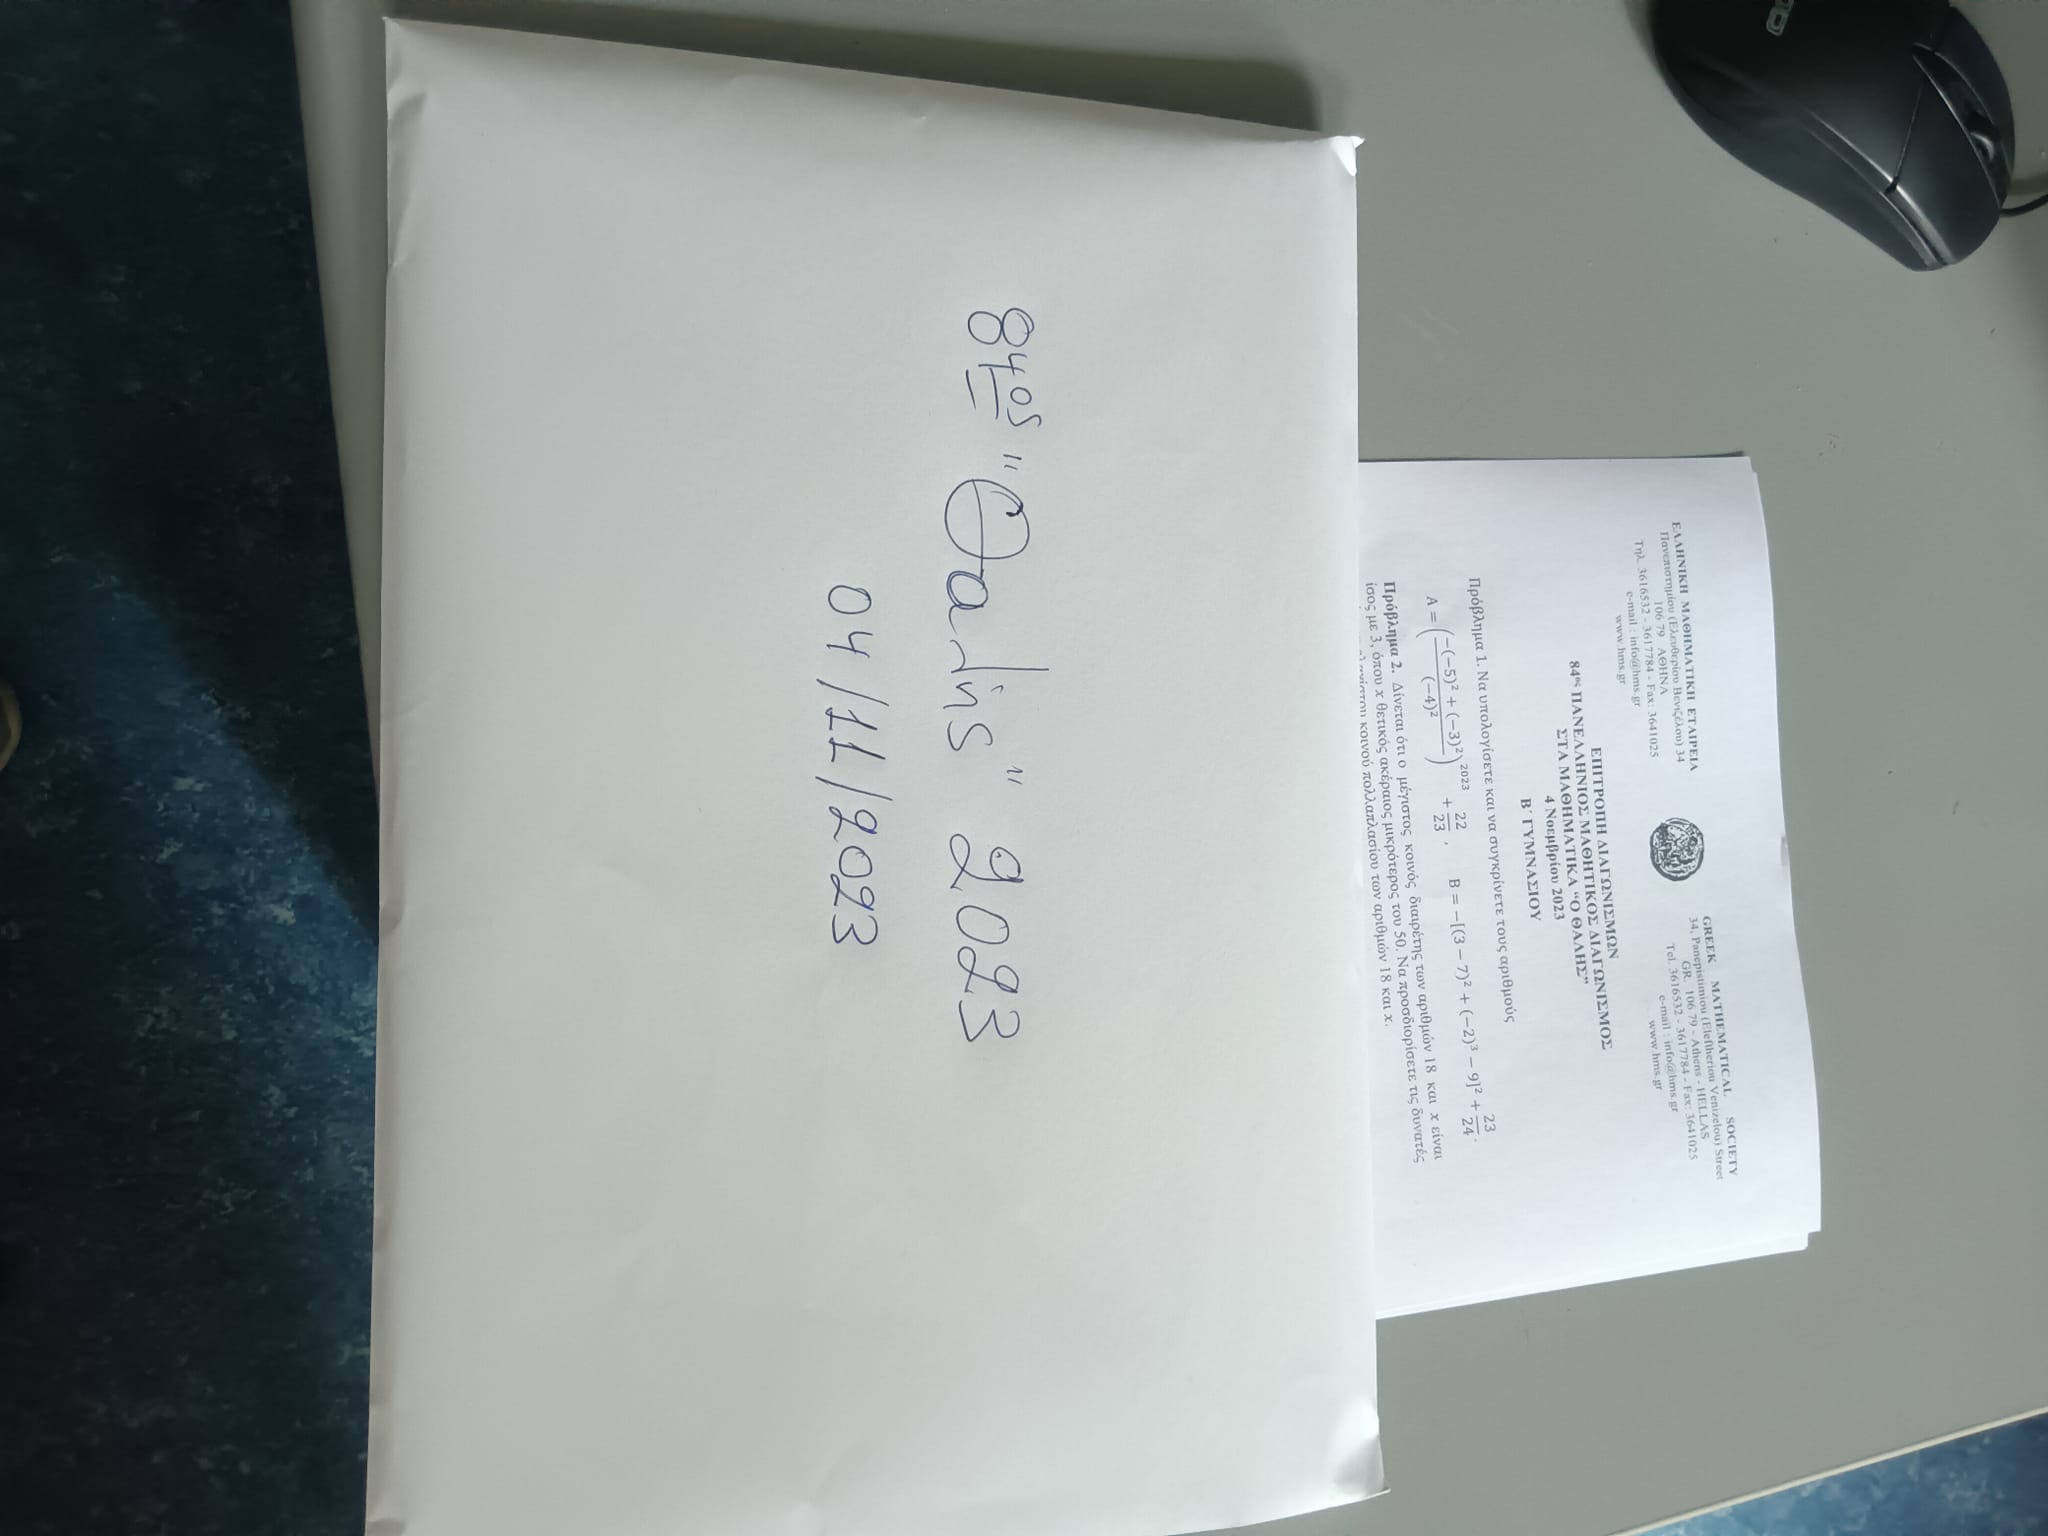 84ος "Θαλής" 2023
04/11/2023
ΕΛΛΗΝΙΚΗ ΜΑΘΗΜΑΤΙΚΗ ΕΤΑΙΡΕΙΑ
Πανεπιστημίου (Ελευθερίου Βενιζέλου) 34
106 79 ΑΘΗΝΑ
Τηλ. 3616532 - 3617784 - Fax: 3641025
e-mail : info@hms.gr
www.hms.gr
GREEK MATHEMATICAL SOCIETY
34, Panepistimiou (Eleftheriou Venizelou) Street
GR. 106 79 - Athens - HELLAS
Tel. 3616532 - 3617784 - Fax: 3641025
e-mail : info@hms.gr
www.hms.gr
ΕΠΙΤΡΟΠΗ ΔΙΑΓΩΝΙΣΜΩΝ
84ος ΠΑΝΕΛΛΗΝΙΟΣ ΜΑΘΗΤΙΚΟΣ ΔΙΑΓΩΝΙΣΜΟΣ
ΣΤΑ ΜΑΘΗΜΑΤΙΚΑ "Ο ΘΑΛΗΣ"
4 Νοεμβρίου 2023
Β΄ ΓΥΜΝΑΣΙΟΥ
Πρόβλημα 1. Να υπολογίσετε και να συγκρίνετε τους αριθμούς
A = ((−(−5)² + (−3)²)/(−4)²)²⁰²³ + 22/23 , B = −[(3 − 7)² + (−2)³ − 9]² + 23/24 .
Πρόβλημα 2. Δίνεται ότι ο μέγιστος κοινός διαιρέτης των αριθμών 18 και x είναι
ίσος με 3, όπου x θετικός ακέραιος μικρότερος του 50. Να προσδιορίσετε τις δυνατές
κοινού πολλαπλασίου των αριθμών 18 και x.